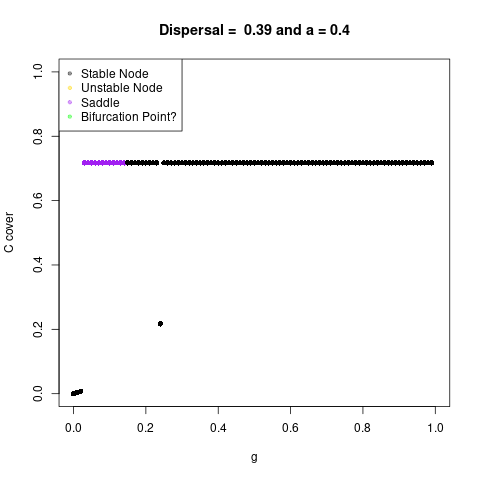 Dispersal =  0.39 and a = 0.4
Stable Node
Unstable Node
Saddle
Bifurcation Point?
C cover
1.0
0.8
0.6
0.4
0.2
0.0
0.0 0.2 0.4 0.6 0.8 1.0
g